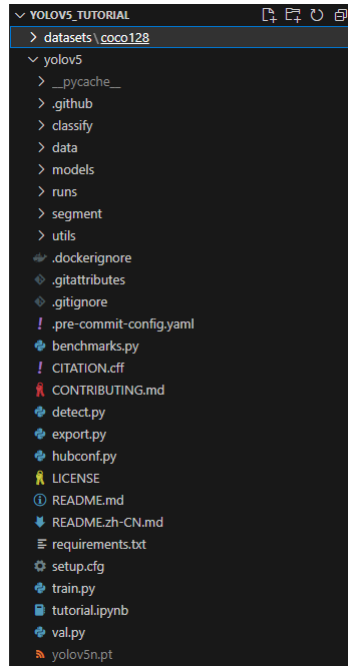 YOLOV5_TUTORIAL
datasets\coco128
yolov5
__pycache__
.github
classify
data
models
runs
segment
utils
.dockerignore
.gitattributes
.gitignore
.pre-commit-config.yaml
benchmarks.py
CITATION.cff
CONTRIBUTING.md
detect.py
export.py
hubconf.py
LICENSE
README.md
README.zh-CN.md
requirements.txt
setup.cfg
train.py
tutorial.ipynb
val.py
yolov5n.pt